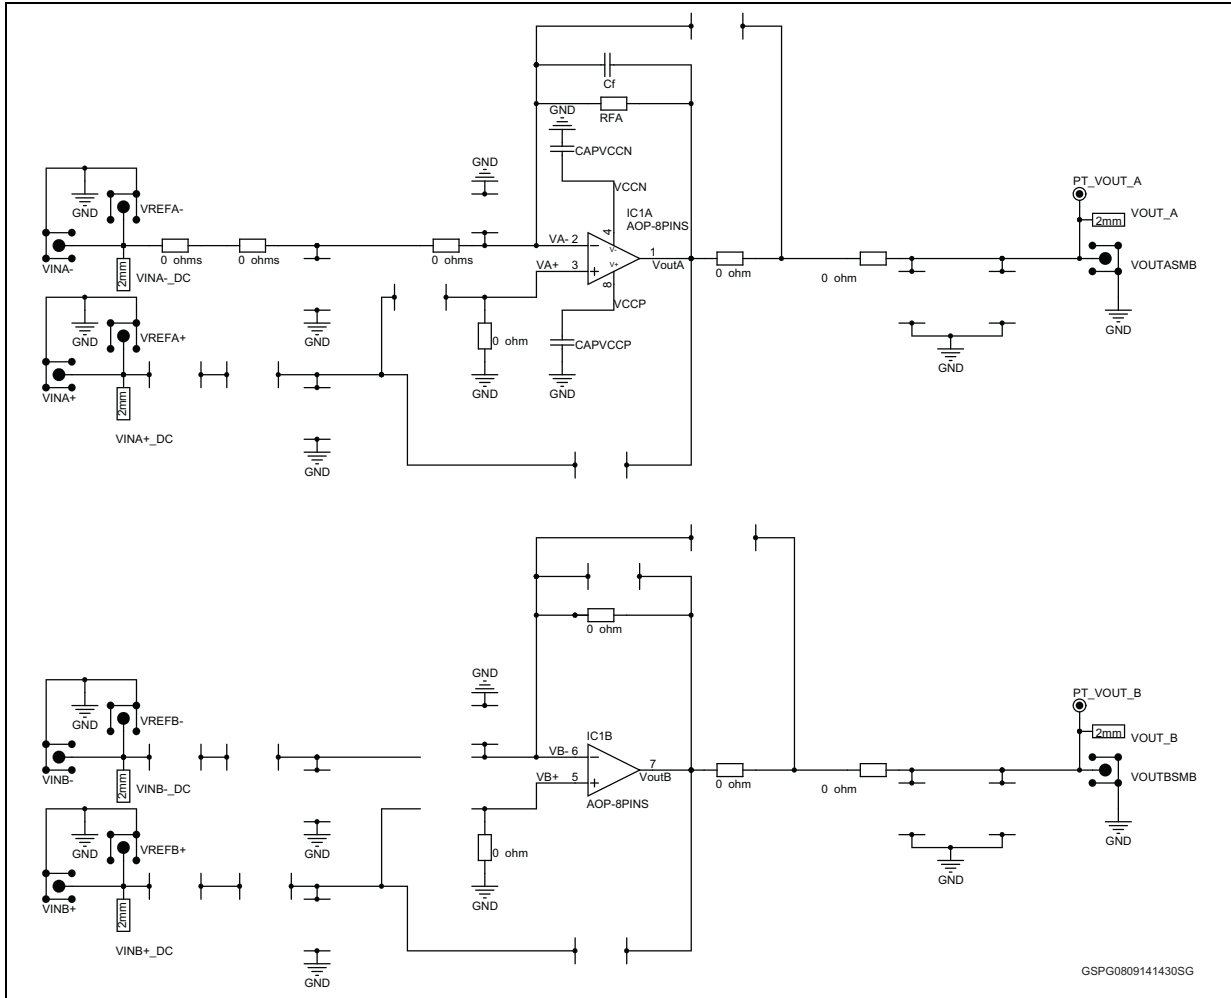 Cf
GND
RFA
CAPVCCN
GND
VCCN
PT_VOUT_A
GND
VREFA-
IC1A
AOP-8PINS
2mm
VOUT_A
VINA-
0 ohms
0 ohms
0 ohms
VA- 2
4
V-
VA+ 3
V+
8
1
VoutA
0 ohm
0 ohm
VOUTASMB
2mm
VINA-_DC
VCCP
GND
GND
VREFA+
GND
0 ohm
CAPVCCP
GND
VINA+
2mm
GND
GND
VINA+_DC
GND
0 ohm
GND
PT_VOUT_B
GND
VREFB-
IC1B
2mm
VOUT_B
VINB-
VB- 6
7
VoutB
VOUTBSMB
2mm
VINB-_DC
VB+ 5
0 ohm
0 ohm
AOP-8PINS
GND
VREFB+
GND
0 ohm
GND
GND
VINB+
2mm
GND
VINB+_DC
GND
GSPG0809141430SG